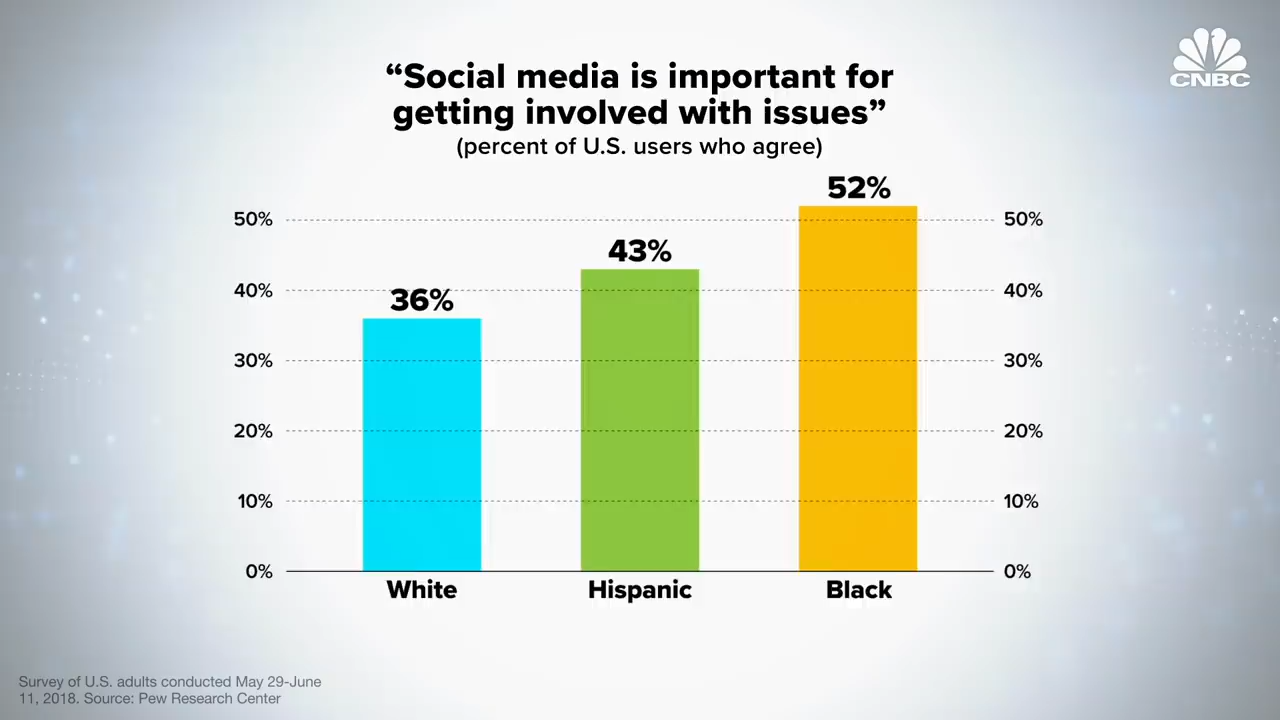 CNBC
“Social media is important for
getting involved with issues”
(percent of U.S. users who agree)
52%
50% 50%
43%
40% 36% 40%
30% 30%
20% 20%
10% 10%
0% 0%
White Hispanic Black
Survey of U.S. adults conducted May 29-June
11, 2018. Source: Pew Research Center